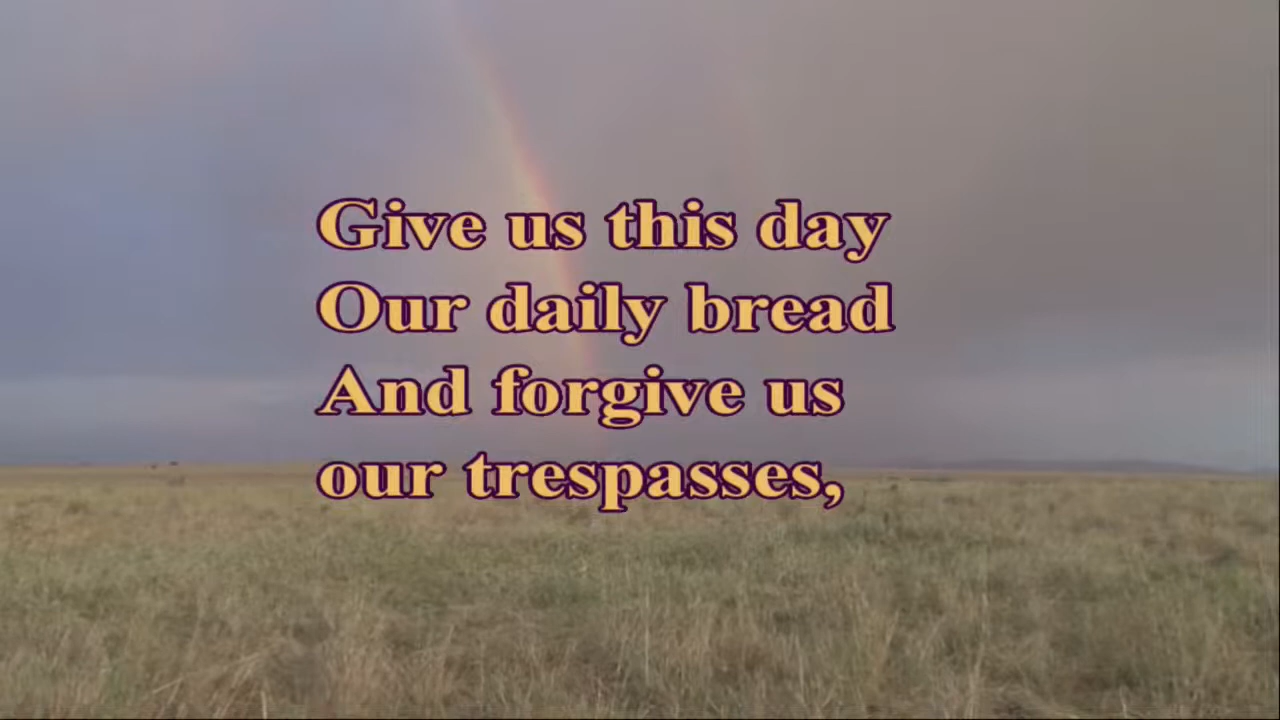 Give us this day
Our daily bread
And forgive us
our trespasses,